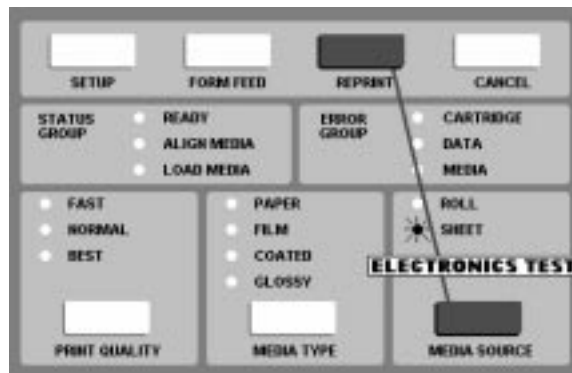 SETUP
FORM FEED
REPRINT
CANCEL
STATUS GROUP
READY
ALIGN MEDIA
LOAD MEDIA
ERROR GROUP
CARTRIDGE
DATA
MEDIA
FAST
NORMAL
BEST
PRINT QUALITY
PAPER
FILM
COATED
GLOSSY
MEDIA TYPE
ROLL
SHEET
ELECTRONICS TEST
MEDIA SOURCE